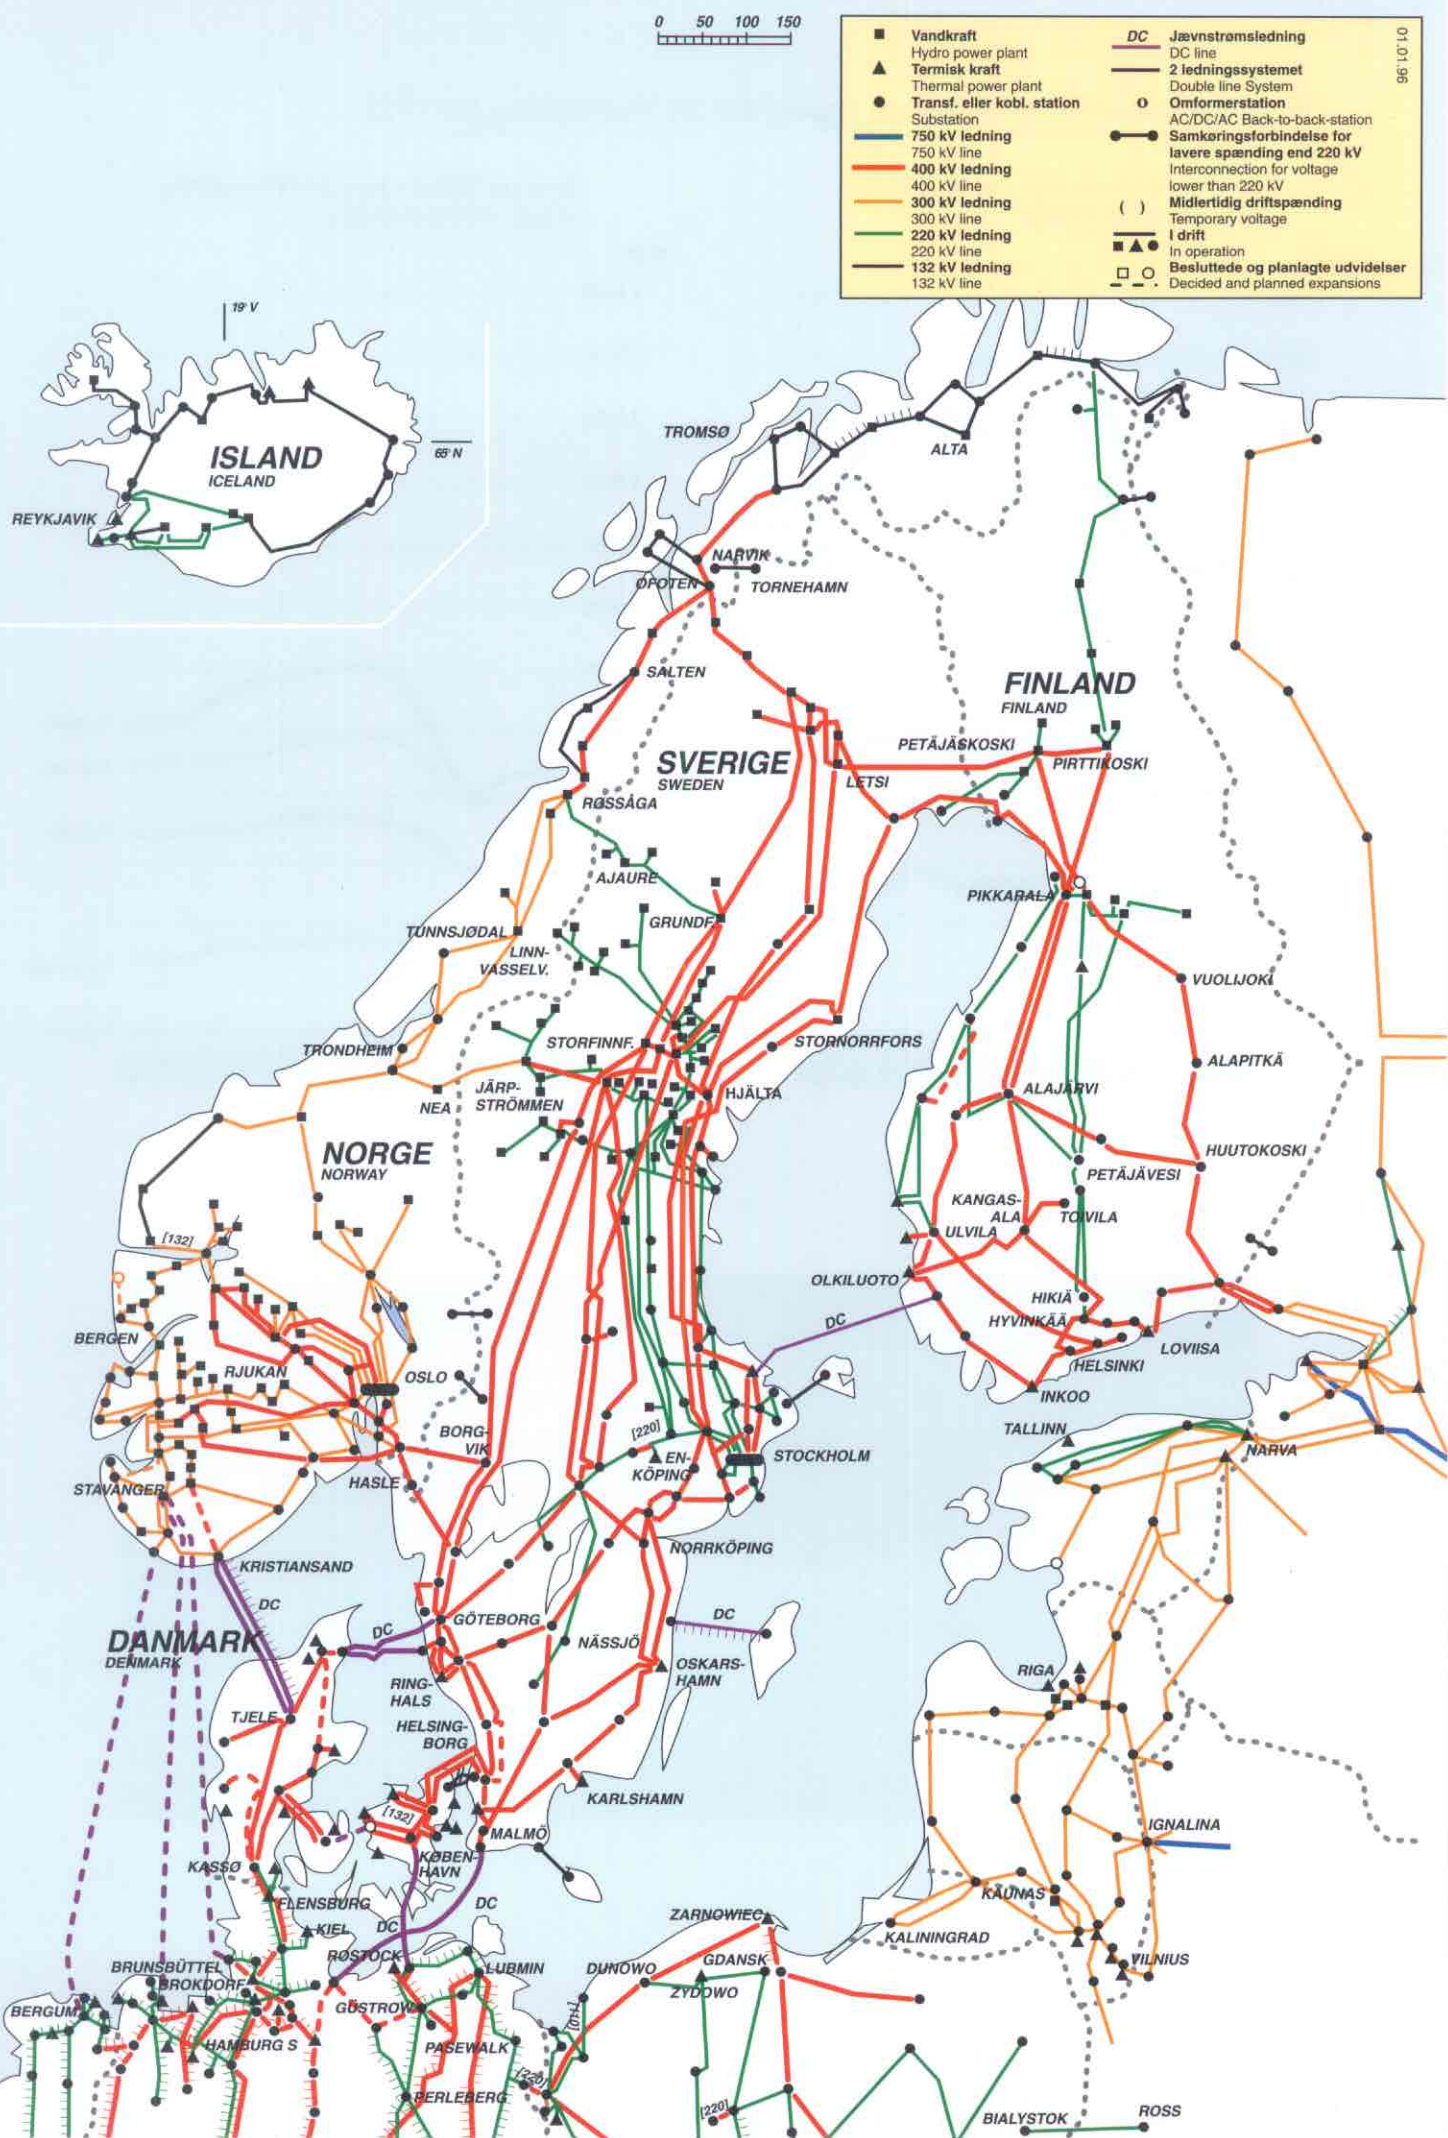 0 50 100 150
01.01.96
Vandkraft
Hydro power plant
Termisk kraft
Thermal power plant
Transf. eller kobl. station
Substation
750 kV ledning
750 kV line
400 kV ledning
400 kV line
300 kV ledning
300 kV line
220 kV ledning
220 kV line
132 kV ledning
132 kV line
DC Jævnstrømsledning
DC line
2 ledningssystemet
Double line System
Omformerstation
AC/DC/AC Back-to-back-station
Samkøringsforbindelse for
lavere spænding end 220 kV
Interconnection for voltage
lower than 220 kV
( ) Midlertidig driftspænding
Temporary voltage
I drift
In operation
Besluttede og planlagte udvidelser
Decided and planned expansions
19° V
ISLAND
ICELAND
65° N
REYKJAVIK
TROMSØ
ALTA
NARVIK
OFOTEN
TORNEHAMN
SALTEN
FINLAND
FINLAND
PETÄJÄSKOSKI
PIRTTIKOSKI
SVERIGE
SWEDEN
LETSI
RØSSÅGA
AJAURE
PIKKARALA
GRUNDF.
TUNNSJØDAL
LINN-
VASSELV.
VUOLIJOKI
TRONDHEIM
STORFINNF.
STORNORRFORS
ALAPITKÄ
NEA
JÄRP-
STRÖMMEN
HJÄLTA
ALAJÄRVI
NORGE
NORWAY
HUUTOKOSKI
PETÄJÄVESI
KANGAS-
ALA
TOIVILA
[132]
ULVILA
OLKILUOTO
HIKIÄ
HYVINKÄÄ
DC
BERGEN
LOVIISA
HELSINKI
RJUKAN
OSLO
INKOO
BORG-
VIK
[220]
TALLINN
EN-
KÖPING
STOCKHOLM
NARVA
HASLE
STAVANGER
NORRKÖPING
KRISTIANSAND
DC
DANMARK
DENMARK
DC
GÖTEBORG
DC
NÄSSJÖ
OSKARS-
HAMN
RING-
HALS
RIGA
TJELE
HELSING-
BORG
KARLSHAMN
[132]
MALMÖ
IGNALINA
KASSØ
KØBEN-
HAVN
FLENSBURG
DC
KAUNAS
KIEL
DC
ZARNOWIEC
KALININGRAD
BRUNSBÜTTEL
BROKDORF
ROSTOCK
LUBMIN
DUNOWO
GDANSK
VILNIUS
ZYDOWO
BERGUM
GÜSTROW
[110]
HAMBURG S
PASEWALK
PERLEBERG
[220]
[220]
BIALYSTOK
ROSS